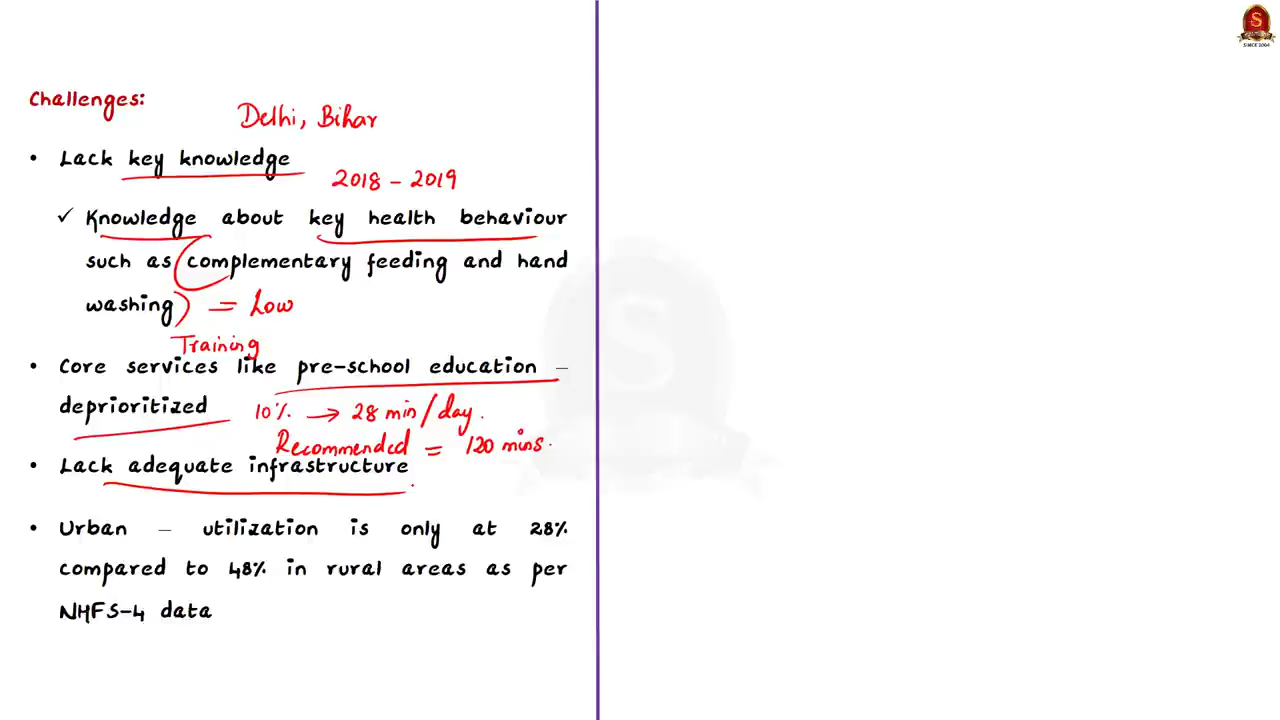 Challenges:
Delhi, Bihar
• Lack key knowledge
2018 - 2019
✓ Knowledge about key health behaviour
such as (complementary feeding and hand
washing) = Low
Training
• Core services like pre-school education –
deprioritized
10% → 28 min/day.
Recommended = 120 mins.
• Lack adequate infrastructure
• Urban – utilization is only at 28%
compared to 48% in rural areas as per
NHFS-4 data
S
SINCE 2004